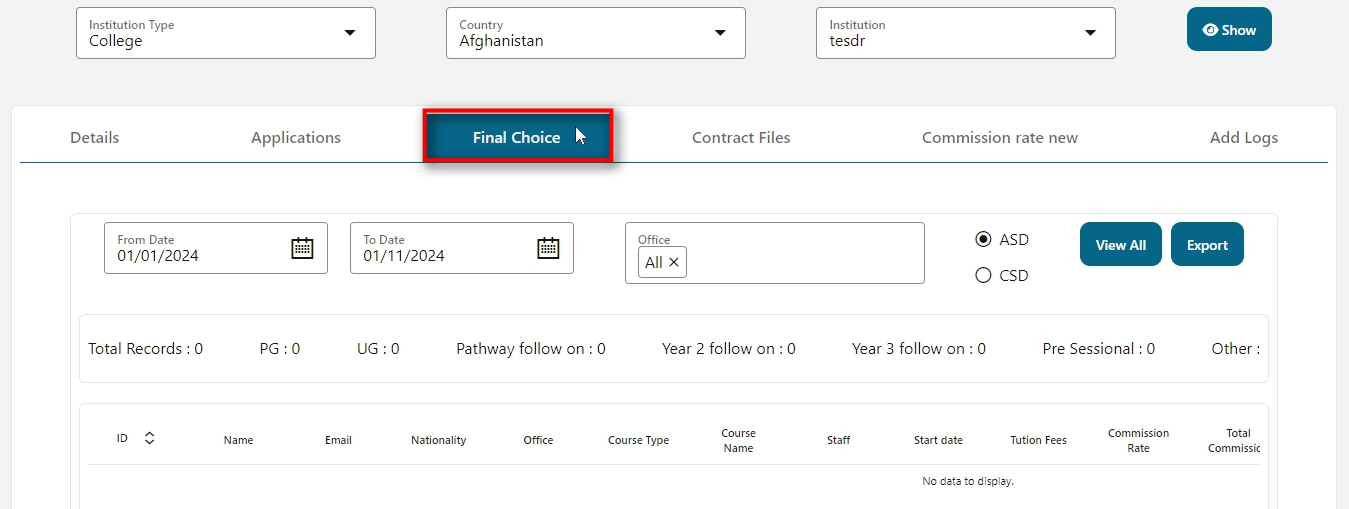 Institution Type
College
Country
Afghanistan
Institution
tesdr
Show
Details
Applications
Final Choice
Contract Files
Commission rate new
Add Logs
From Date
01/01/2024
To Date
01/11/2024
Office
All ×
ASD
CSD
View All
Export
Total Records : 0
PG : 0
UG : 0
Pathway follow on : 0
Year 2 follow on : 0
Year 3 follow on : 0
Pre Sessional : 0
Other :
ID
Name
Email
Nationality
Office
Course Type
Course
Name
Staff
Start date
Tution Fees
Commission
Rate
Total
Commissic
No data to display.